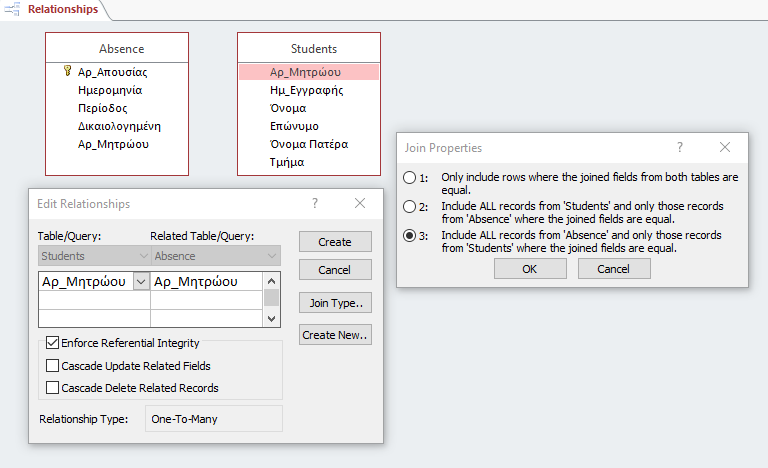 Relationships
Absence
Αρ_Απουσίας
Ημερομηνία
Περίοδος
Δικαιολογημένη
Αρ_Μητρώου
Students
Αρ_Μητρώου
Ημ_Εγγραφής
Όνομα
Επώνυμο
Όνομα Πατέρα
Τμήμα
Edit Relationships
?
Table/Query:
Related Table/Query:
Students
Absence
Αρ_Μητρώου
Αρ_Μητρώου
Enforce Referential Integrity
Cascade Update Related Fields
Cascade Delete Related Records
Relationship Type:
One-To-Many
Create
Cancel
Join Type..
Create New..
Join Properties
?
1: Only include rows where the joined fields from both tables are
equal.
2: Include ALL records from 'Students' and only those records
from 'Absence' where the joined fields are equal.
3: Include ALL records from 'Absence' and only those records
from 'Students' where the joined fields are equal.
OK
Cancel